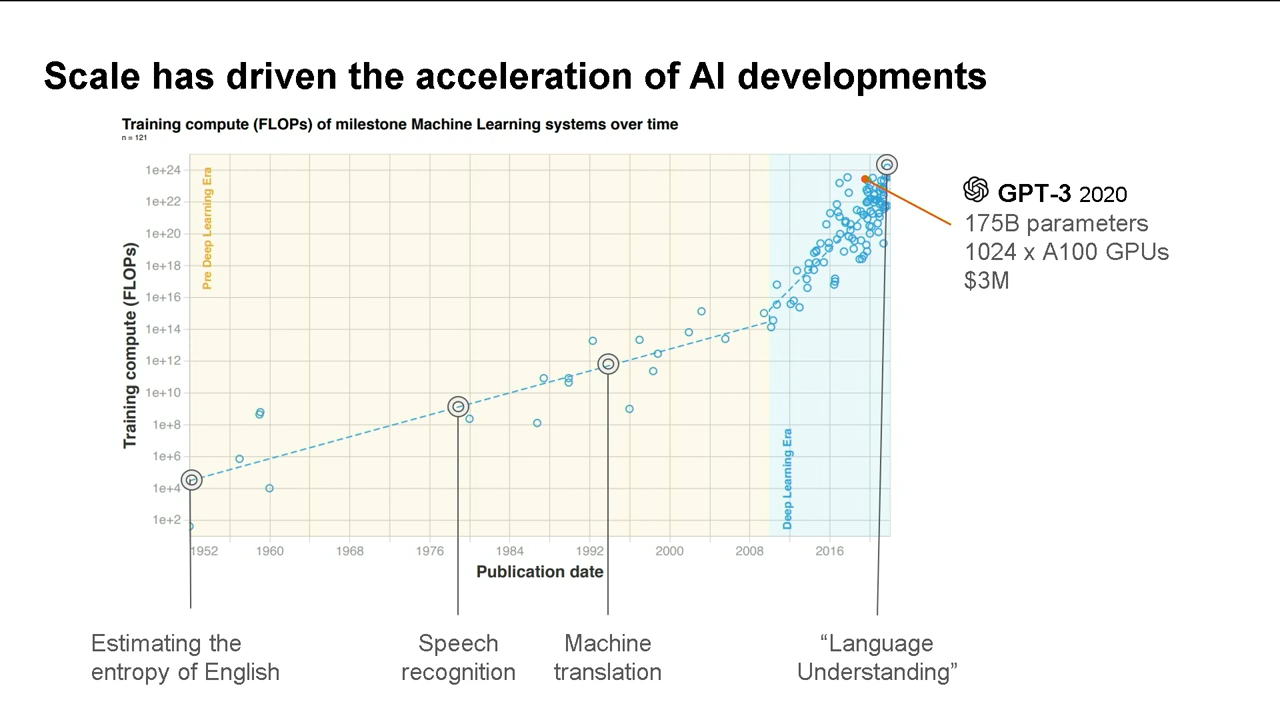 Scale has driven the acceleration of AI developments
Training compute (FLOPs) of milestone Machine Learning systems over time
n = 121
Training compute (FLOPs)
1e+24
1e+22
1e+20
1e+18
1e+16
1e+14
1e+12
1e+10
1e+8
1e+6
1e+4
1e+2
Pre Deep Learning Era
Deep Learning Era
1952 1960 1968 1976 1984 1992 2000 2008 2016
Publication date
GPT-3 2020
175B parameters
1024 x A100 GPUs
$3M
Estimating the
entropy of English
Speech
recognition
Machine
translation
“Language
Understanding”